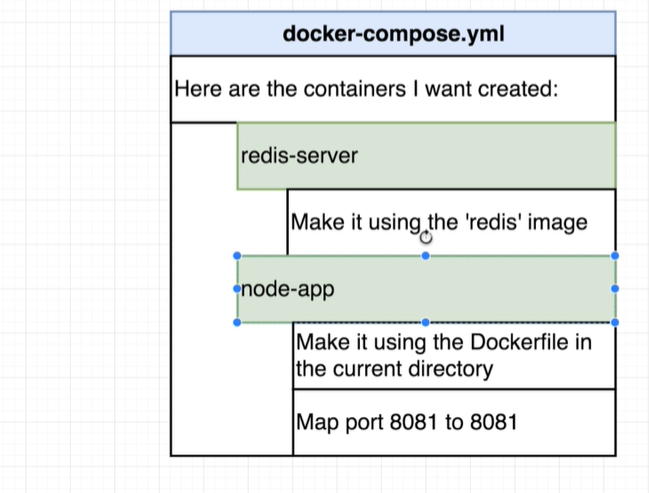 docker-compose.yml
Here are the containers I want created:
redis-server
Make it using the 'redis' image
node-app
Make it using the Dockerfile in
the current directory
Map port 8081 to 8081